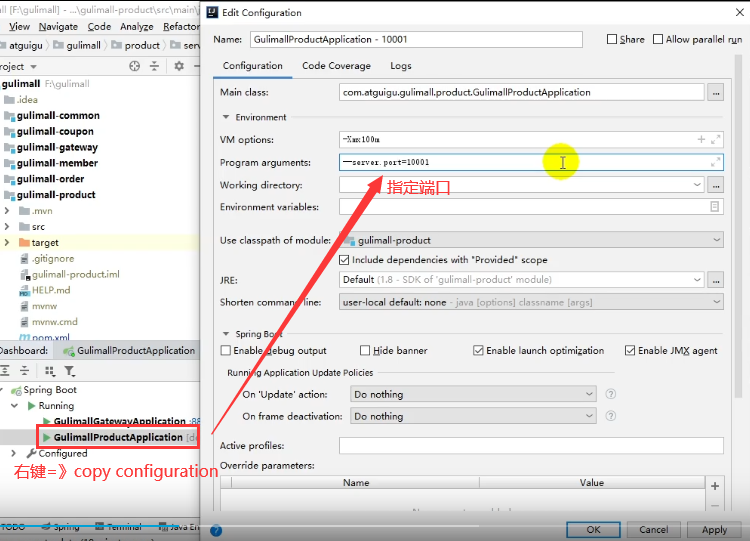 ll [F:\gulimall] - ...\product\src\main\
View Navigate Code Analyze Refactor
atguigu gulimall product ser
roject
gulimall F:\gulimall
.idea
gulimall-common
gulimall-coupon
gulimall-gateway
gulimall-member
gulimall-order
gulimall-product
.mvn
src
target
.gitignore
gulimall-product.iml
HELP.md
mvnw
mvnw.cmd
pom.xml
Dashboard: GulimallProductApplication
Spring Boot
Running
GulimallGatewayApplication :88
GulimallProductApplication [de
Configured
右键=》copy configuration
TODO Spring Terminal Java En
Edit Configuration
Name: GulimallProductApplication - 10001 Share Allow parallel run
Configuration Code Coverage Logs
Main class: com.atguigu.gulimall.product.GulimallProductApplication ...
Environment
VM options: -Xmx100m
Program arguments: --server.port=10001
指定端口
Working directory: ...
Environment variables:
Use classpath of module: gulimall-product
Include dependencies with "Provided" scope
JRE: Default (1.8 - SDK of 'gulimall-product' module) ...
Shorten command line: user-local default: none - java [options] classname [args]
Spring Boot
Enable debug output Hide banner Enable launch optimization Enable JMX agent
Running Application Update Policies
On 'Update' action: Do nothing ?
On frame deactivation: Do nothing ?
Active profiles:
Override parameters:
Name Value +
? OK Cancel Apply